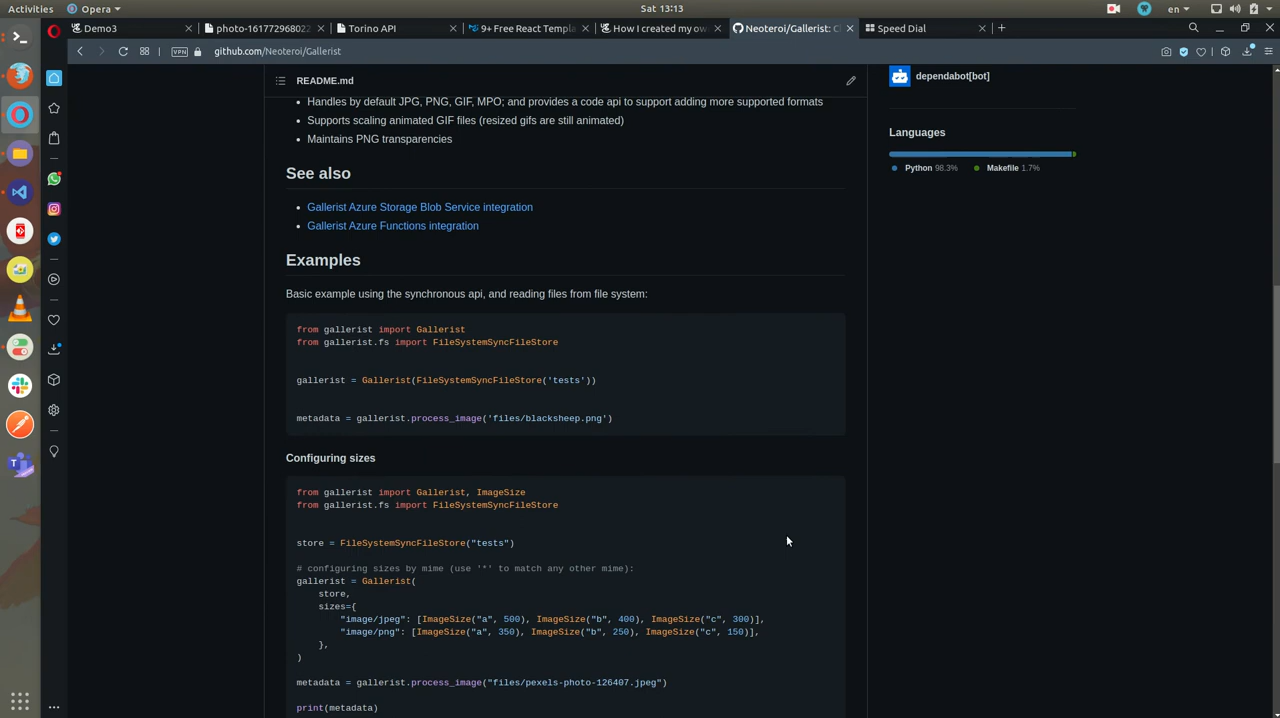 Activities
Opera
Sat 13:13
en
Demo3
photo-161772968022
Torino API
9+ Free React Templa
How I created my ow
Neoteroi/Gallerist: C
Speed Dial
VPN
github.com/Neoteroi/Gallerist
README.md
dependabot[bot]
Handles by default JPG, PNG, GIF, MPO; and provides a code api to support adding more supported formats
Supports scaling animated GIF files (resized gifs are still animated)
Maintains PNG transparencies
Languages
Python 98.3%
Makefile 1.7%
See also
Gallerist Azure Storage Blob Service integration
Gallerist Azure Functions integration
Examples
Basic example using the synchronous api, and reading files from file system:
from gallerist import Gallerist
from gallerist.fs import FileSystemSyncFileStore
gallerist = Gallerist(FileSystemSyncFileStore('tests'))
metadata = gallerist.process_image('files/blacksheep.png')
Configuring sizes
from gallerist import Gallerist, ImageSize
from gallerist.fs import FileSystemSyncFileStore
store = FileSystemSyncFileStore("tests")
# configuring sizes by mime (use '*' to match any other mime):
gallerist = Gallerist(
store,
sizes={
"image/jpeg": [ImageSize("a", 500), ImageSize("b", 400), ImageSize("c", 300)],
"image/png": [ImageSize("a", 350), ImageSize("b", 250), ImageSize("c", 150)],
},
)
metadata = gallerist.process_image("files/pexels-photo-126407.jpeg")
print(metadata)